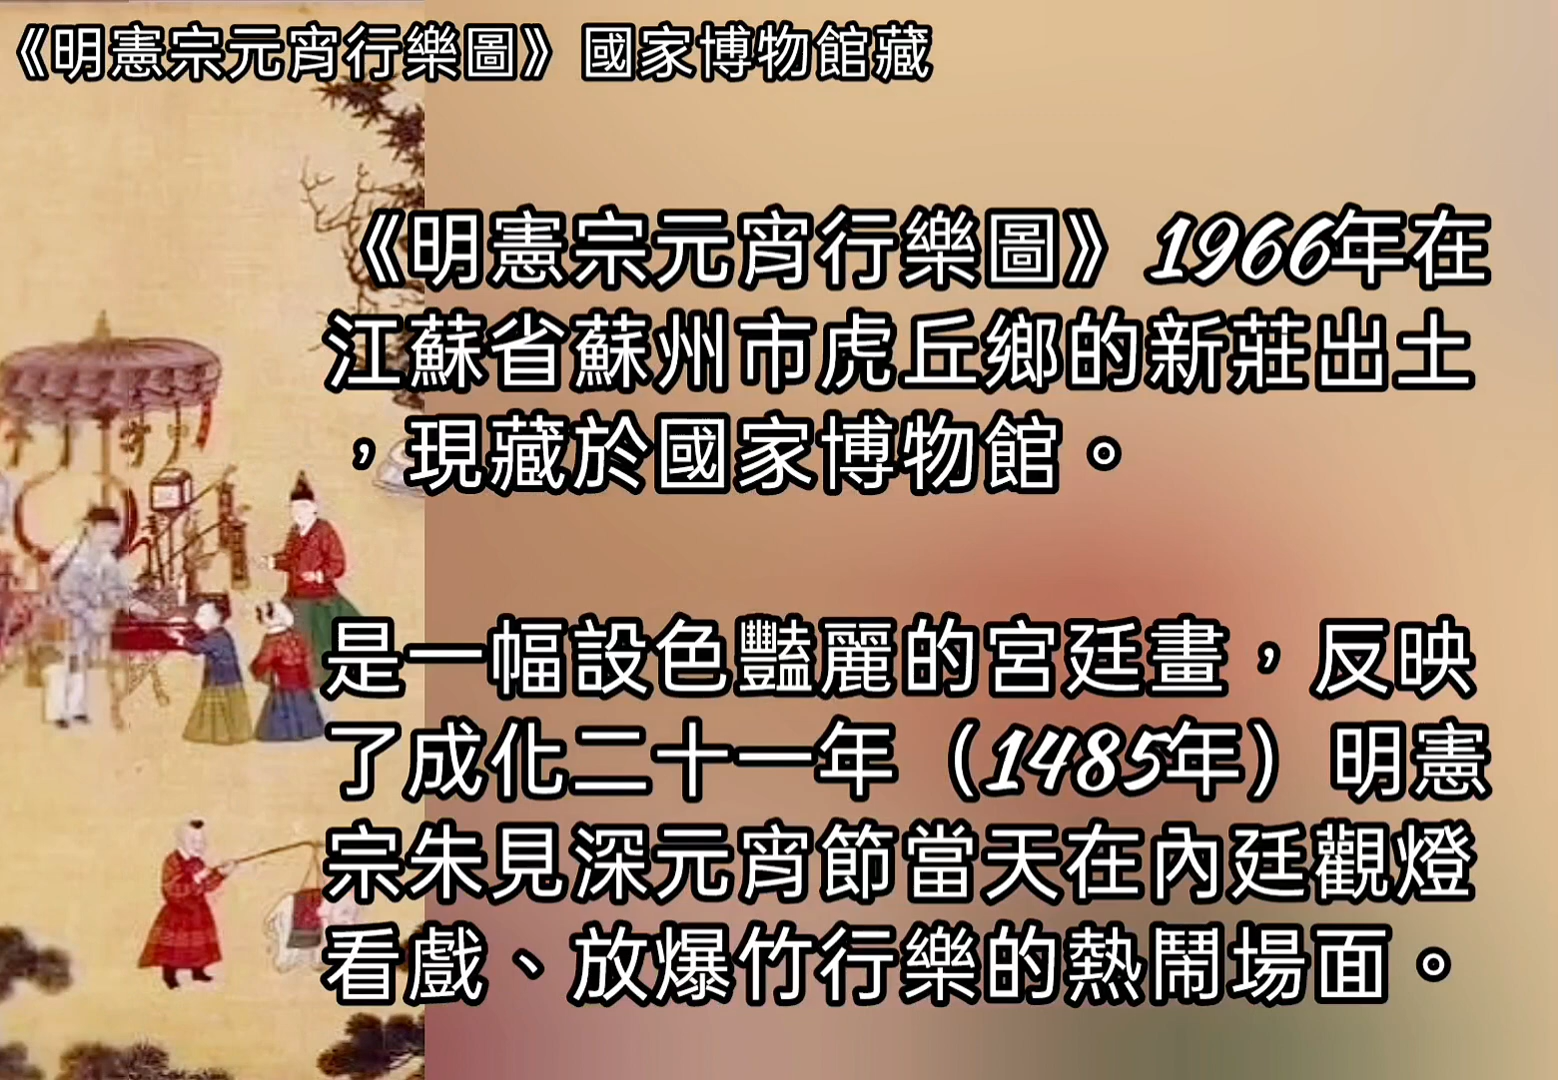 《明憲宗元宵行樂圖》國家博物館藏
《明憲宗元宵行樂圖》1966年在
江蘇省蘇州市虎丘鄉的新莊出土
，現藏於國家博物館。
是一幅設色豔麗的宮廷畫，反映
了成化二十一年（1485年）明憲
宗朱見深元宵節當天在內廷觀燈
看戲、放爆竹行樂的熱鬧場面。